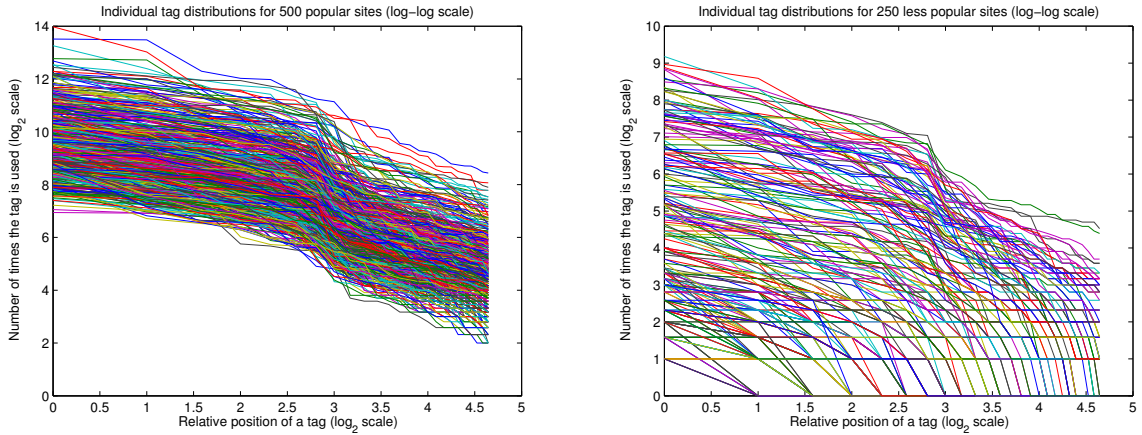 Individual tag distributions for 500 popular sites (log−log scale)
14
12
10
8
6
4
2
0
Number of times the tag is used (log2 scale)
0 0.5 1 1.5 2 2.5 3 3.5 4 4.5 5
Relative position of a tag (log2 scale)
Individual tag distributions for 250 less popular sites (log−log scale)
10
9
8
7
6
5
4
3
2
1
0
Number of times the tag is used (log2 scale)
0 0.5 1 1.5 2 2.5 3 3.5 4 4.5 5
Relative position of a tag (log2 scale)